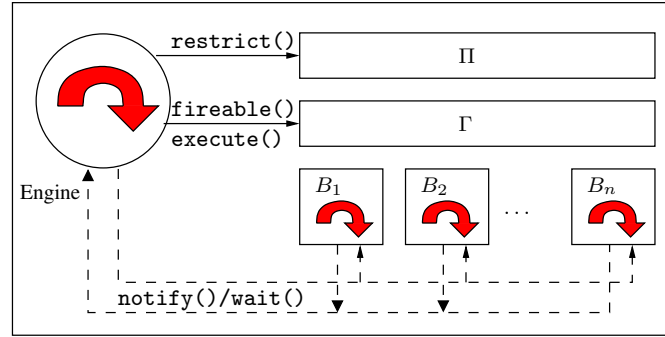 restrict()
Π
fireable()
Γ
execute()
B1
B2
Bn
Engine
...
notify()/wait()